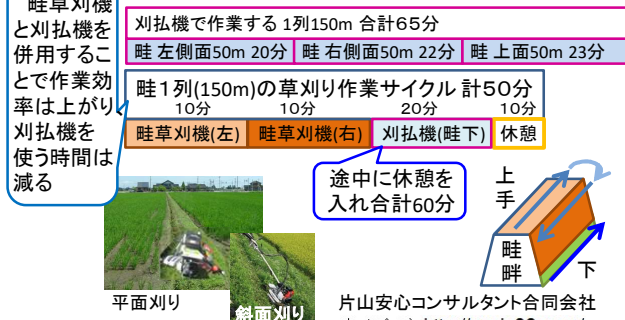 畦草刈機
と刈払機を
併用するこ
とで作業効
率は上がり、
刈払機を
使う時間は
減る
刈払機で作業する 1列150m 合計65分
畦 左側面50m 20分
畦 右側面50m 22分
畦 上面50m 23分
畦1列(150m)の草刈り作業サイクル 計50分
10分
10分
20分
10分
畦草刈機(左)
畦草刈機(右)
刈払機(畦下)
休憩
途中に休憩を
入れ合計60分
上
手
畦
畔
下
平面刈り
斜面刈り
片山安心コンサルタント合同会社